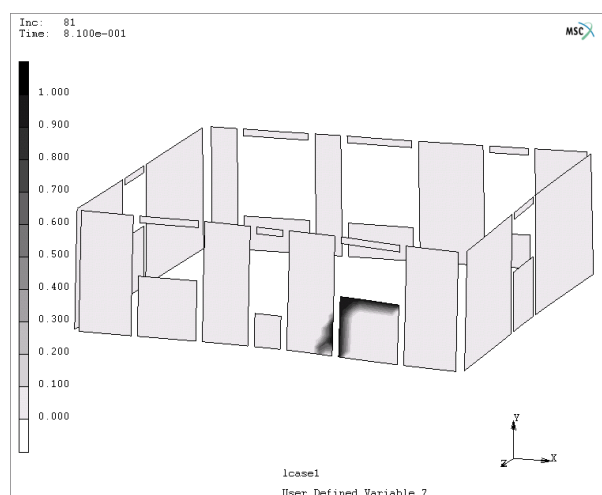 Inc: 81
Time: 8.100e-001
MSC
1.000
0.900
0.800
0.700
0.600
0.500
0.400
0.300
0.200
0.100
0.000
Y
Z X
lcase1
User Defined Variable 7